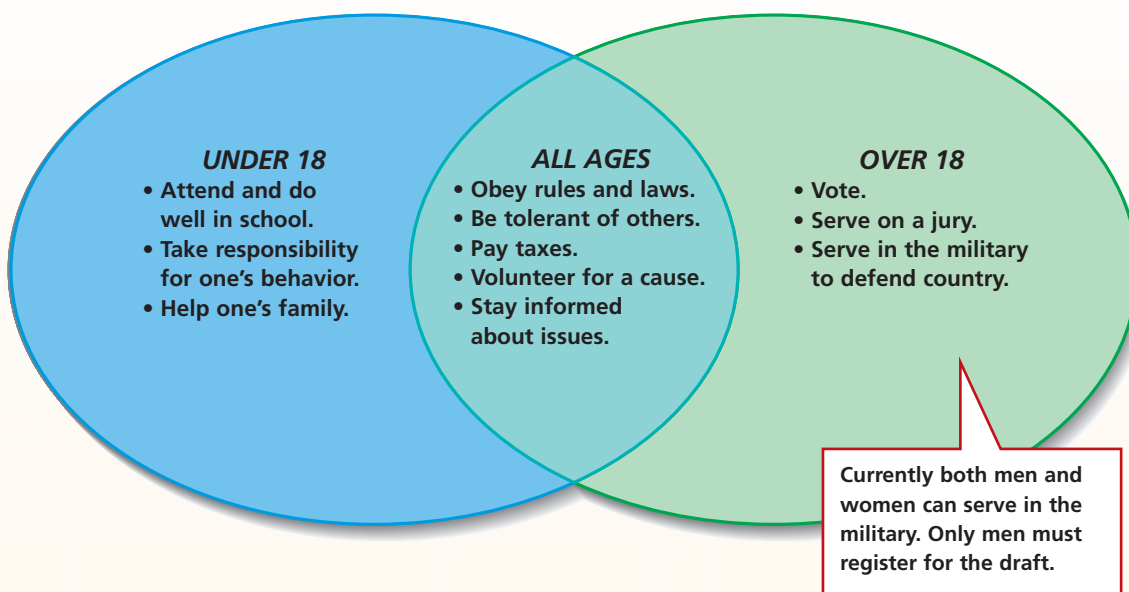 UNDER 18
• Attend and do
well in school.
• Take responsibility
for one's behavior.
• Help one's family.
ALL AGES
• Obey rules and laws.
• Be tolerant of others.
• Pay taxes.
• Volunteer for a cause.
• Stay informed
about issues.
OVER 18
• Vote.
• Serve on a jury.
• Serve in the military
to defend country.
Currently both men and
women can serve in the
military. Only men must
register for the draft.